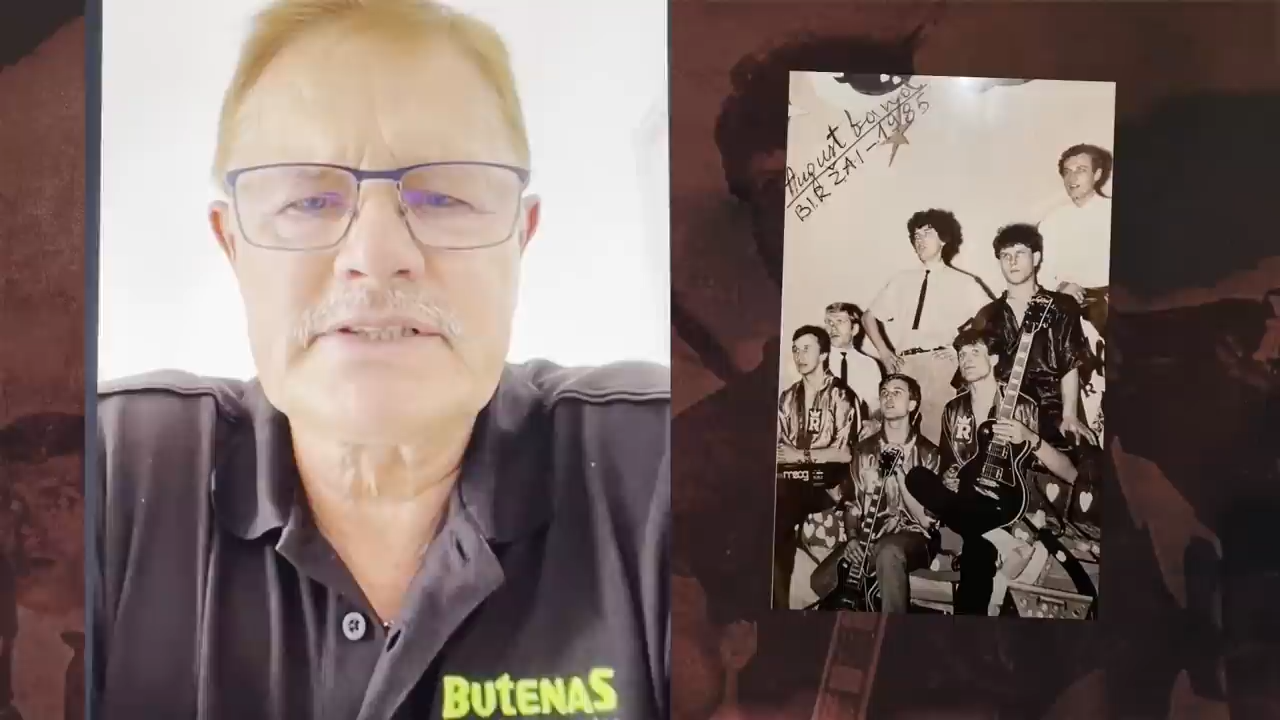 BUTENAS
August band
BIRŽAI-1985
moog
R
R